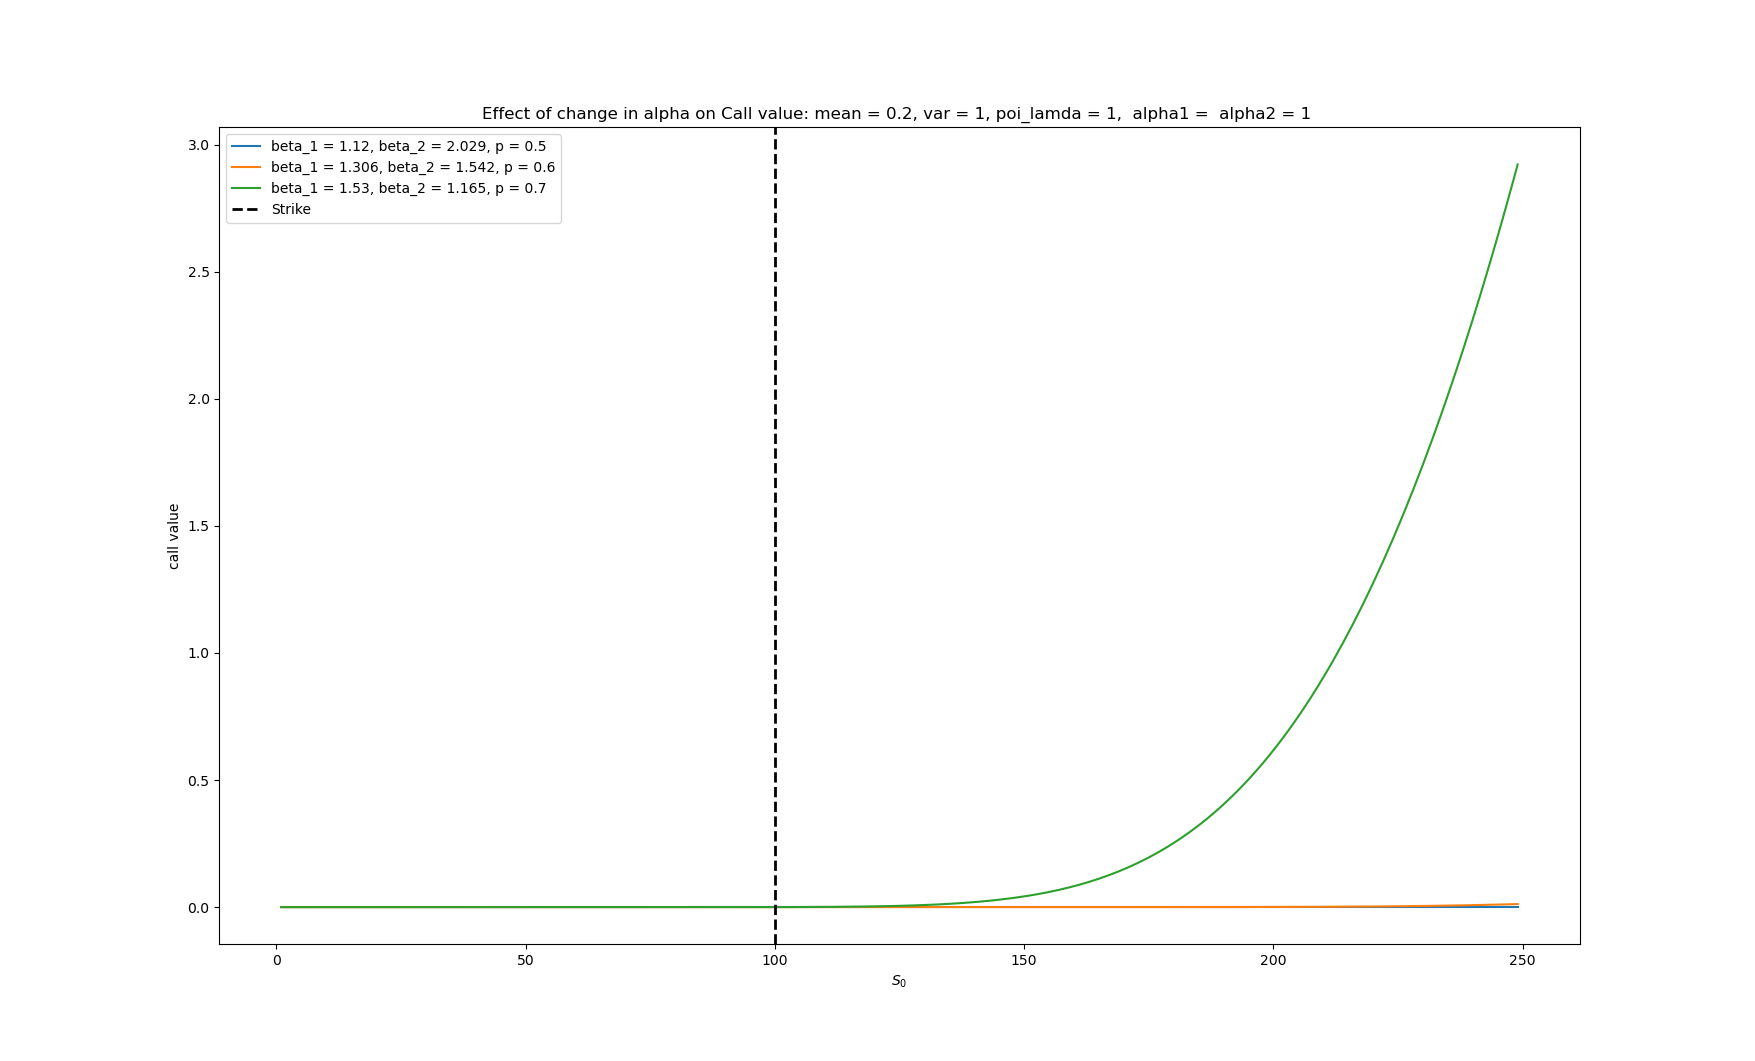 Effect of change in alpha on Call value: mean = 0.2, var = 1, poi_lamda = 1,  alpha1 =  alpha2 = 1
3.0
2.5
2.0
1.5
1.0
0.5
0.0
call value
beta_1 = 1.12, beta_2 = 2.029, p = 0.5
beta_1 = 1.306, beta_2 = 1.542, p = 0.6
beta_1 = 1.53, beta_2 = 1.165, p = 0.7
Strike
0 50 100 150 200 250
S₀